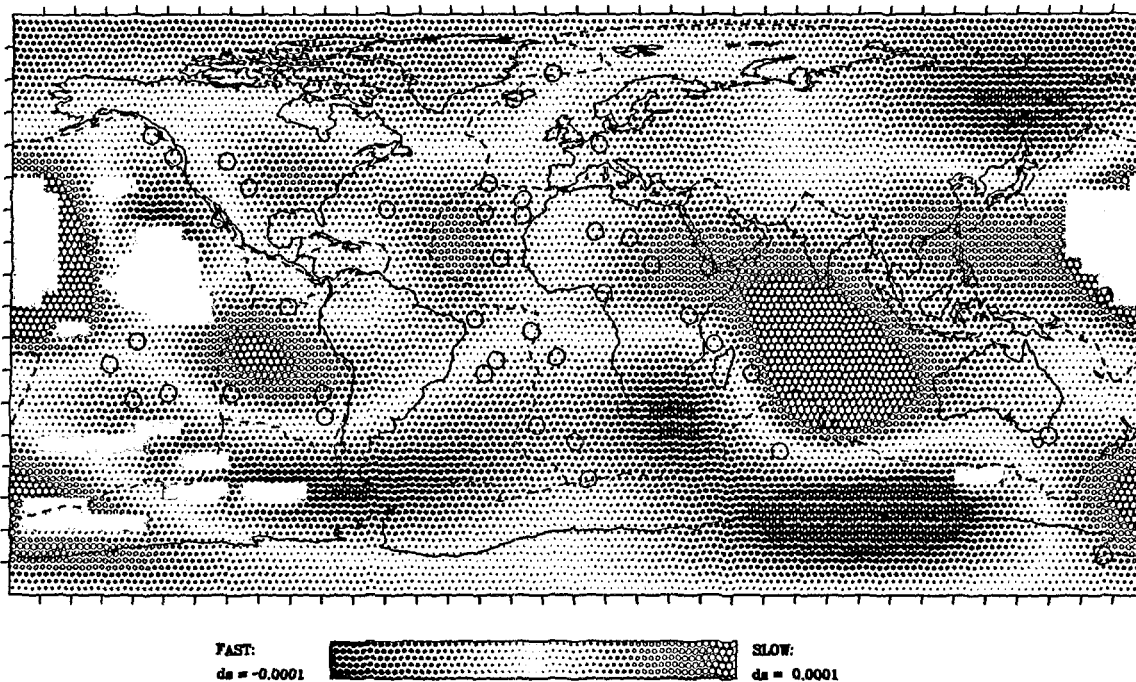 FAST:
ds = -0.0001
SLOW:
ds = 0.0001